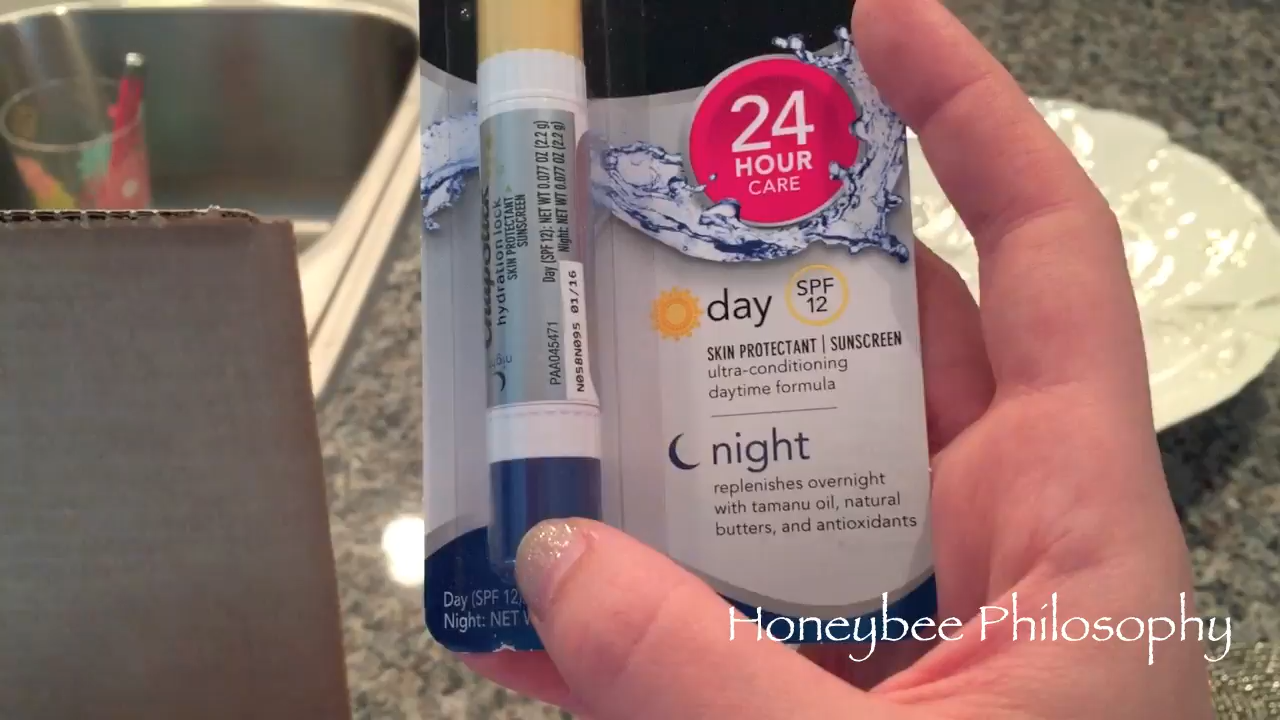 24
HOUR
CARE
day
SPF
12
SKIN PROTECTANT | SUNSCREEN
ultra-conditioning
daytime formula
night
replenishes overnight
with tamanu oil, natural
butters, and antioxidants
hydration lock
SKIN PROTECTANT
SUNSCREEN
Day (SPF 12): NET WT 0.077 OZ (2.2 g)
Night: NET WT 0.077 OZ (2.2 g)
PAA045471
N058N095 01/16
Day (SPF 12)
Night: NET
Honeybee Philosophy